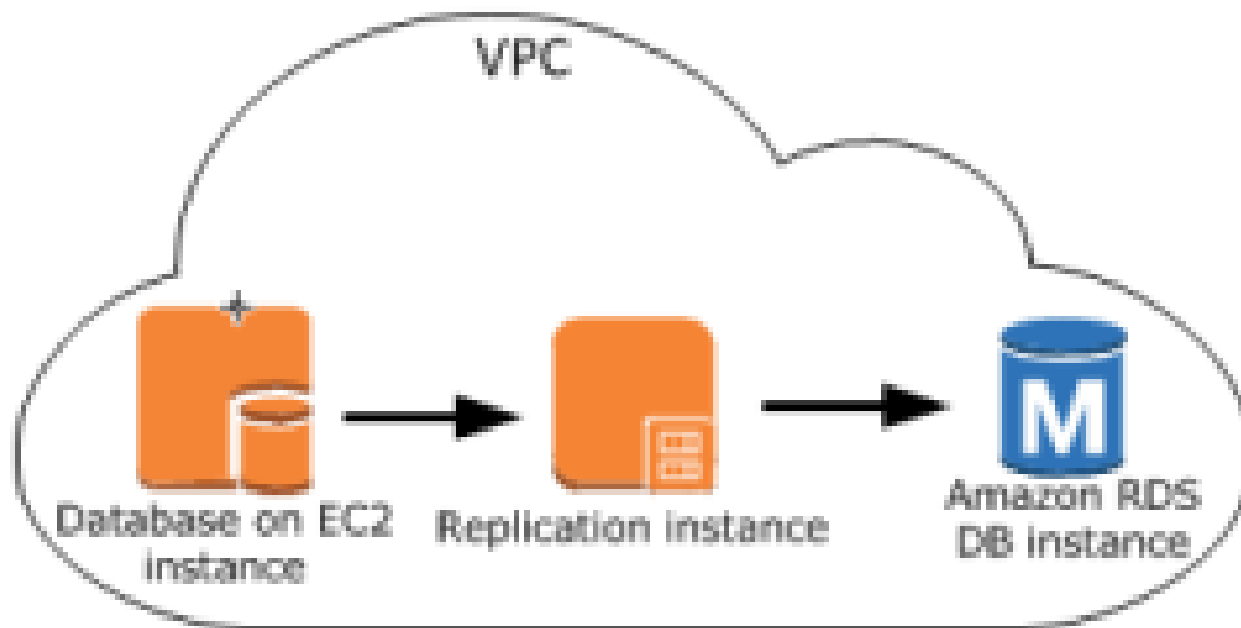 VPC
M
Database on EC2
instance
Replication instance
Amazon RDS
DB instance